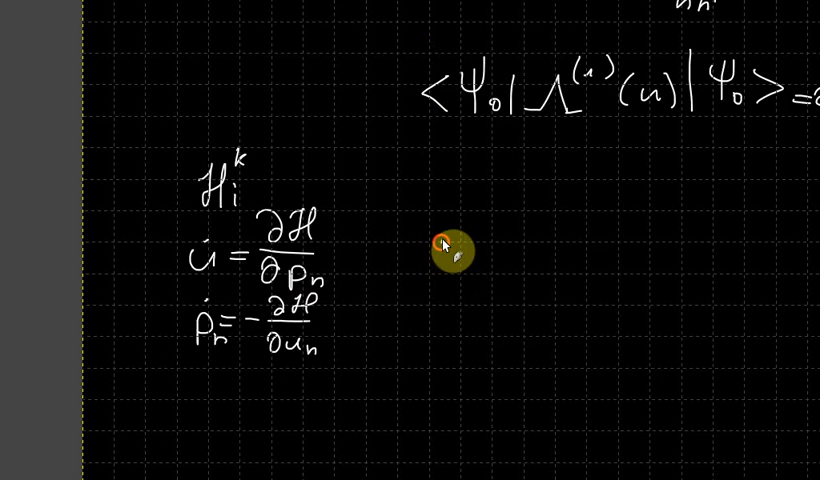 <Ψ₀| Λ⁽¹⁾(u) | Ψ₀> =
ℋᵢᵏ
u̇ = ∂ℋ/∂pₙ
ṗₙ = - ∂ℋ/∂uₙ